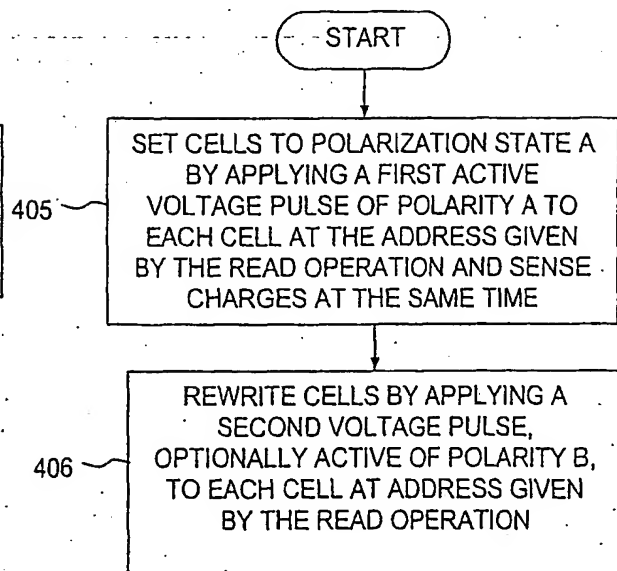 START
SET CELLS TO POLARIZATION STATE A
BY APPLYING A FIRST ACTIVE
VOLTAGE PULSE OF POLARITY A TO
EACH CELL AT THE ADDRESS GIVEN
BY THE READ OPERATION AND SENSE
CHARGES AT THE SAME TIME
405
REWRITE CELLS BY APPLYING A
SECOND VOLTAGE PULSE,
OPTIONALLY ACTIVE OF POLARITY B,
TO EACH CELL AT ADDRESS GIVEN
BY THE READ OPERATION
406